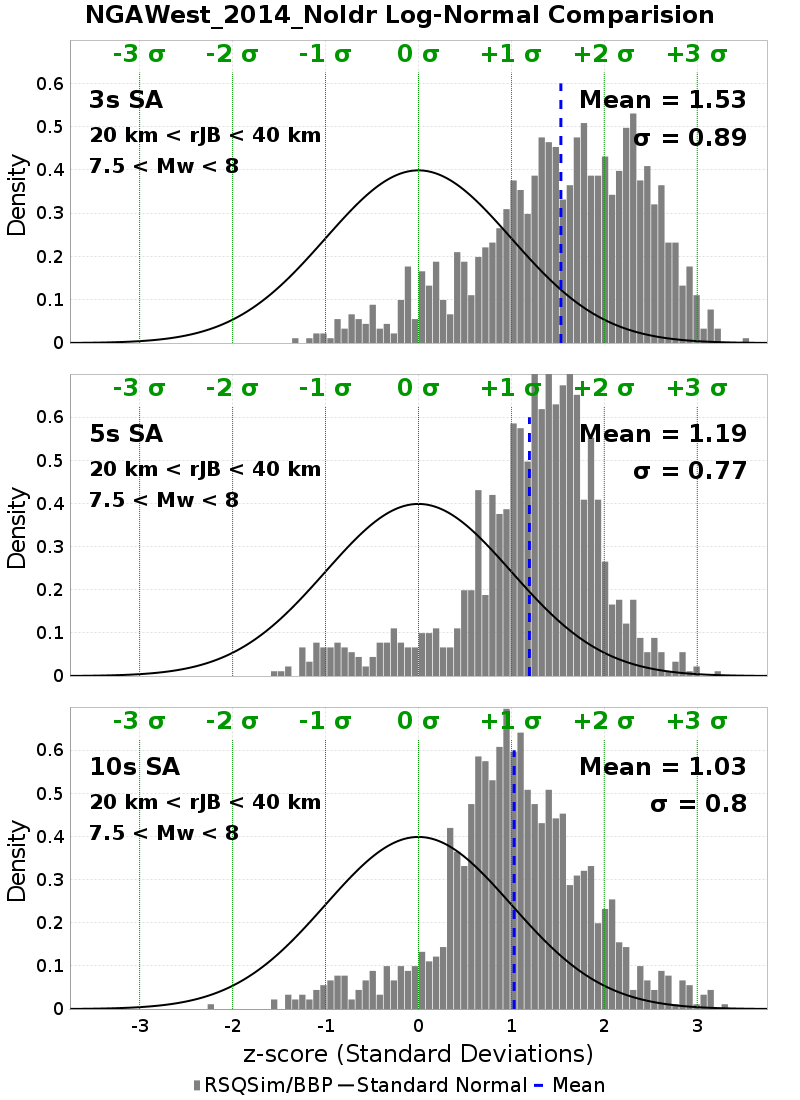 NGAWest_2014_NoIdr Log-Normal Comparision
-3 σ -2 σ -1 σ 0 σ +1 σ +2 σ +3 σ
0.6
3s SA Mean = 1.53
0.5
20 km < rJB < 40 km σ = 0.89
7.5 < Mw < 8
0.4
0.3
0.2
0.1
0
Density
-3 σ -2 σ -1 σ 0 σ +1 σ +2 σ +3 σ
0.6
5s SA Mean = 1.19
0.5
20 km < rJB < 40 km σ = 0.77
7.5 < Mw < 8
0.4
0.3
0.2
0.1
0
Density
-3 σ -2 σ -1 σ 0 σ +1 σ +2 σ +3 σ
0.6
10s SA Mean = 1.03
0.5
20 km < rJB < 40 km σ = 0.8
7.5 < Mw < 8
0.4
0.3
0.2
0.1
0
Density
-3 -2 -1 0 1 2 3
z-score (Standard Deviations)
RSQSim/BBP Standard Normal Mean